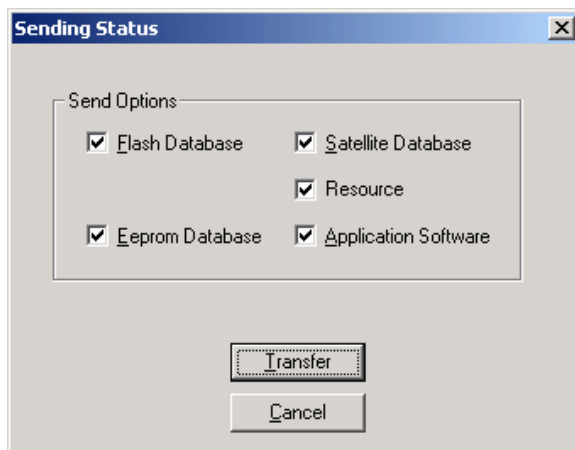 Sending Status
Send Options
Flash Database
Satellite Database
Resource
Eeprom Database
Application Software
Transfer
Cancel